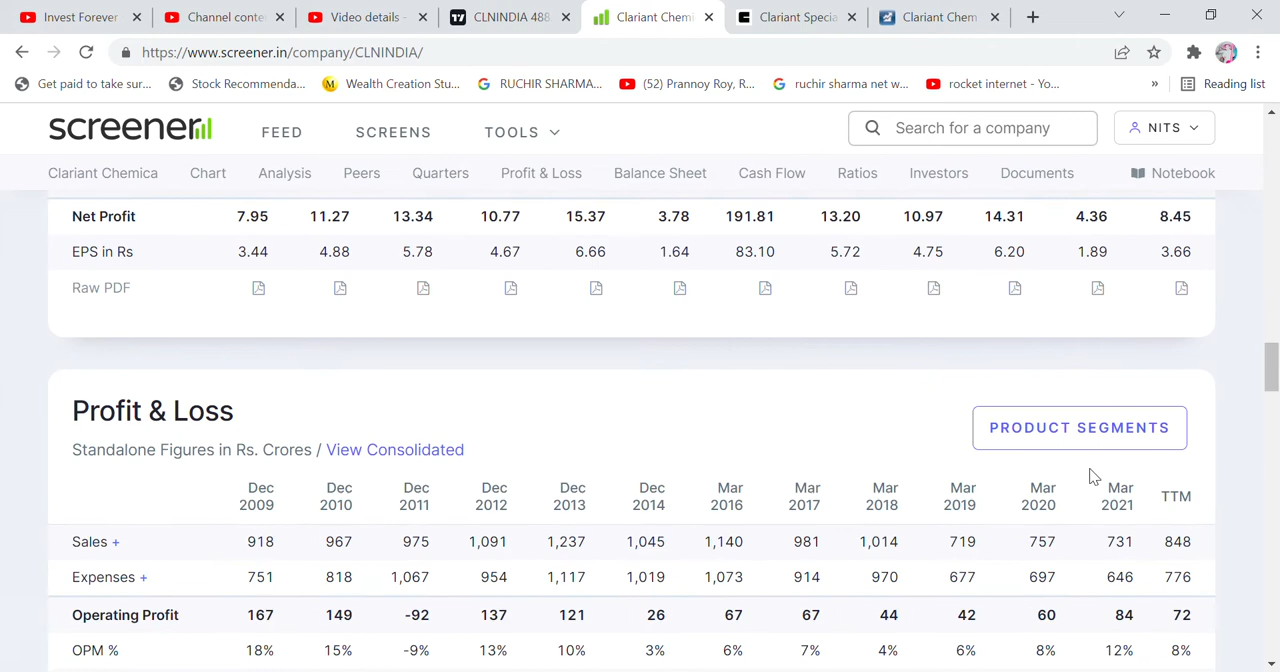 Invest Forever
Channel conte
Video details -
CLNINDIA 488
Clariant Chemi
Clariant Specia
Clariant Chem
https://www.screener.in/company/CLNINDIA/
Get paid to take sur...
Stock Recommenda...
Wealth Creation Stu...
RUCHIR SHARMA...
(52) Prannoy Roy, R...
ruchir sharma net w...
rocket internet - Yo...
»
Reading list
screener
FEED
SCREENS
TOOLS
Search for a company
NITS
Clariant Chemica
Chart
Analysis
Peers
Quarters
Profit & Loss
Balance Sheet
Cash Flow
Ratios
Investors
Documents
Notebook
Net Profit 7.95 11.27 13.34 10.77 15.37 3.78 191.81 13.20 10.97 14.31 4.36 8.45
EPS in Rs 3.44 4.88 5.78 4.67 6.66 1.64 83.10 5.72 4.75 6.20 1.89 3.66
Raw PDF
Profit & Loss
PRODUCT SEGMENTS
Standalone Figures in Rs. Crores / View Consolidated
Dec Dec Dec Dec Dec Dec Mar Mar Mar Mar Mar Mar TTM
2009 2010 2011 2012 2013 2014 2016 2017 2018 2019 2020 2021
Sales + 918 967 975 1,091 1,237 1,045 1,140 981 1,014 719 757 731 848
Expenses + 751 818 1,067 954 1,117 1,019 1,073 914 970 677 697 646 776
Operating Profit 167 149 -92 137 121 26 67 67 44 42 60 84 72
OPM % 18% 15% -9% 13% 10% 3% 6% 7% 4% 6% 8% 12% 8%